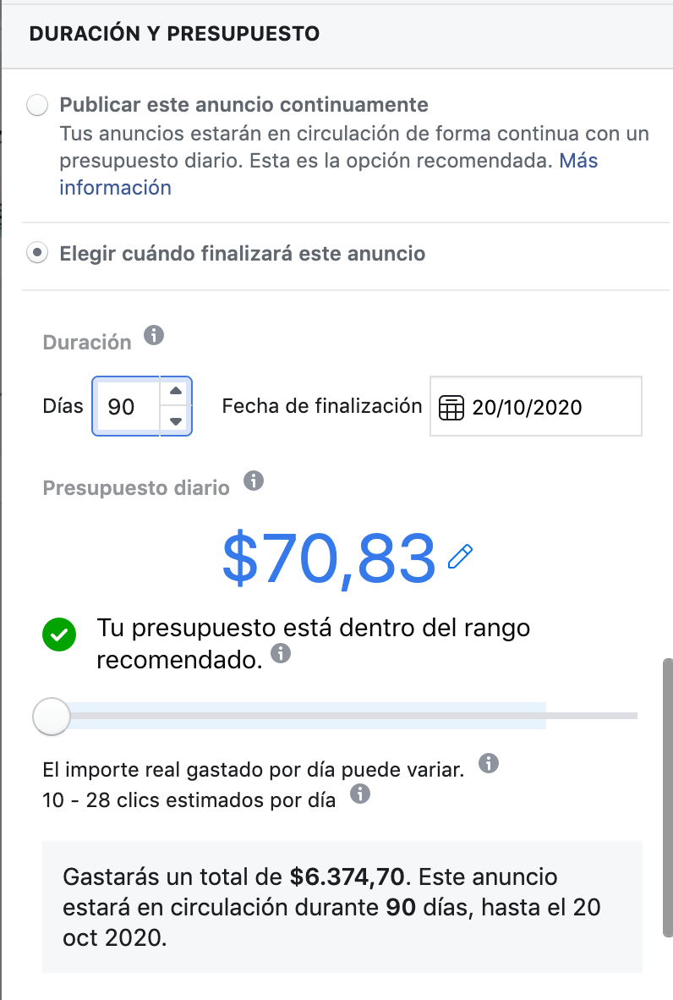 DURACIÓN Y PRESUPUESTO
Publicar este anuncio continuamente
Tus anuncios estarán en circulación de forma continua con un
presupuesto diario. Esta es la opción recomendada. Más
información
Elegir cuándo finalizará este anuncio
Duración
Días 90 Fecha de finalización 20/10/2020
Presupuesto diario
$70,83
Tu presupuesto está dentro del rango
recomendado.
El importe real gastado por día puede variar.
10 - 28 clics estimados por día
Gastarás un total de $6.374,70. Este anuncio
estará en circulación durante 90 días, hasta el 20
oct 2020.